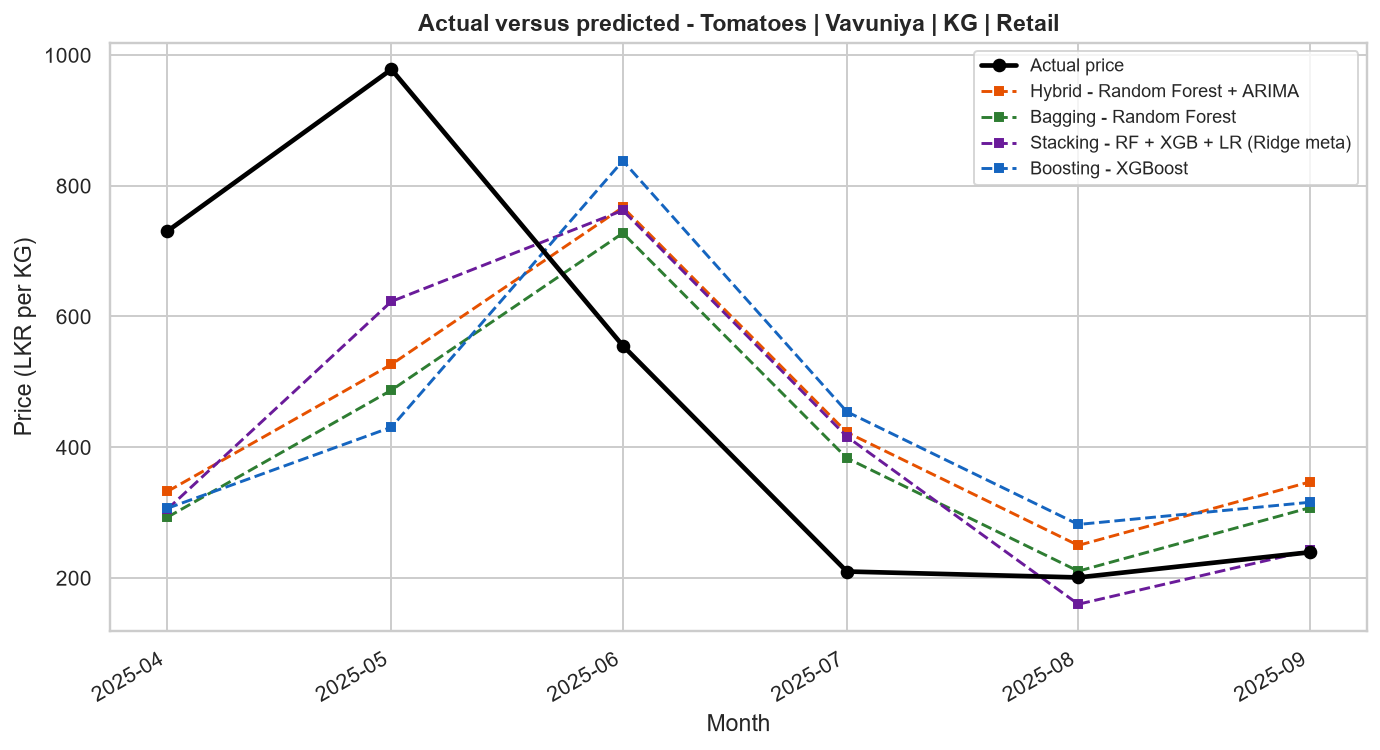 Actual versus predicted - Tomatoes | Vavuniya | KG | Retail
Actual price
Hybrid - Random Forest + ARIMA
Bagging - Random Forest
Stacking - RF + XGB + LR (Ridge meta)
Boosting - XGBoost
Price (LKR per KG)
1000
800
600
400
200
2025-04
2025-05
2025-06
2025-07
2025-08
2025-09
Month